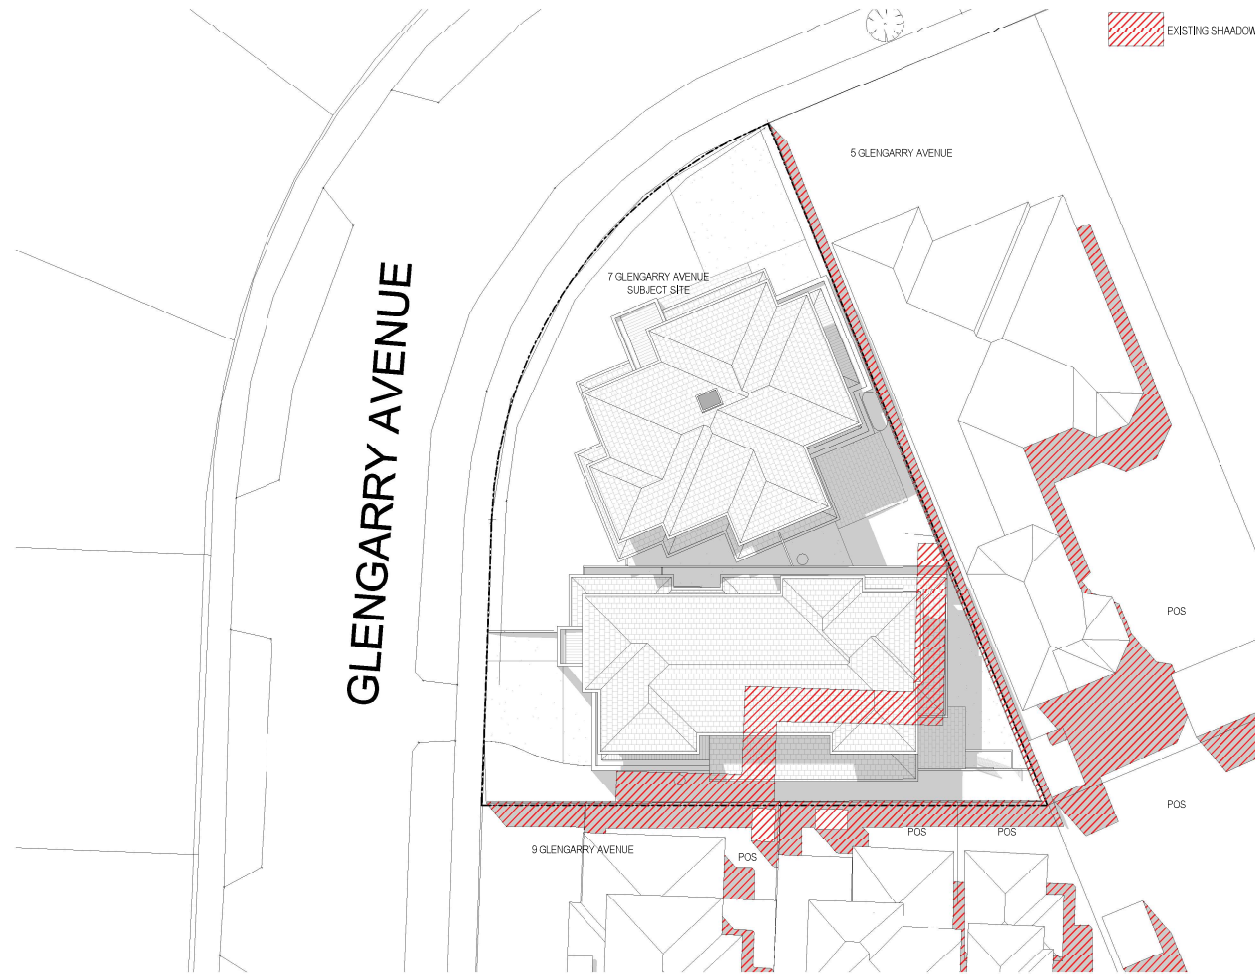 EXISTING SHAADOW
5 GLENGARRY AVENUE
7 GLENGARRY AVENUE
SUBJECT SITE
GLENGARRY AVENUE
POS
POS
POS
POS
9 GLENGARRY AVENUE
POS